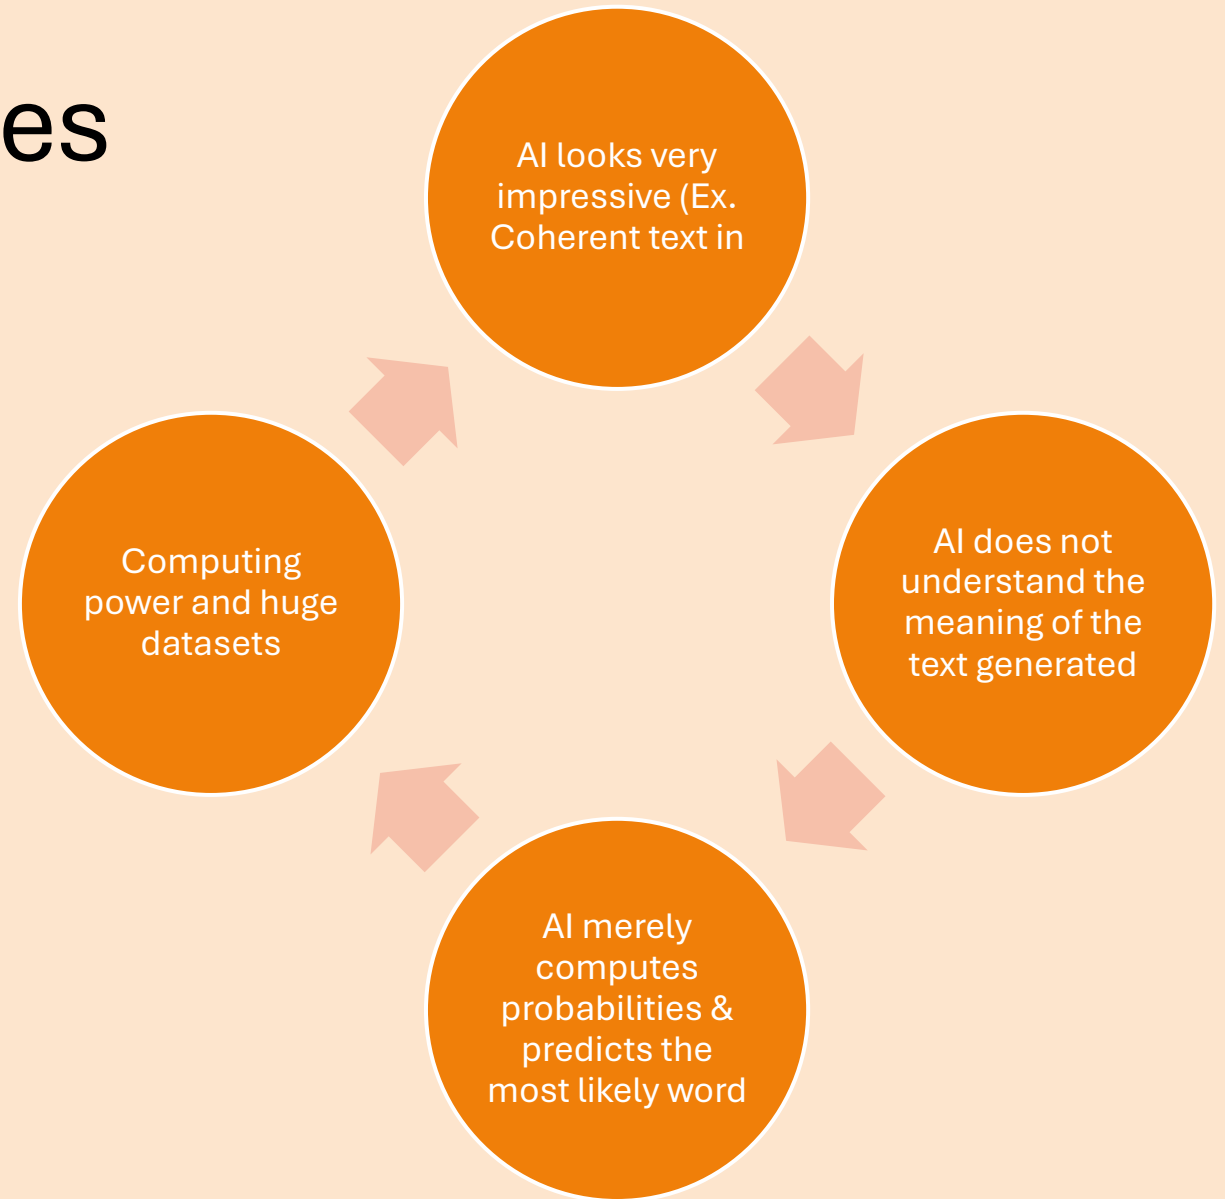 es
AI looks very
impressive (Ex.
Coherent text in
AI does not
understand the
meaning of the
text generated
AI merely
computes
probabilities &
predicts the
most likely word
Computing
power and huge
datasets